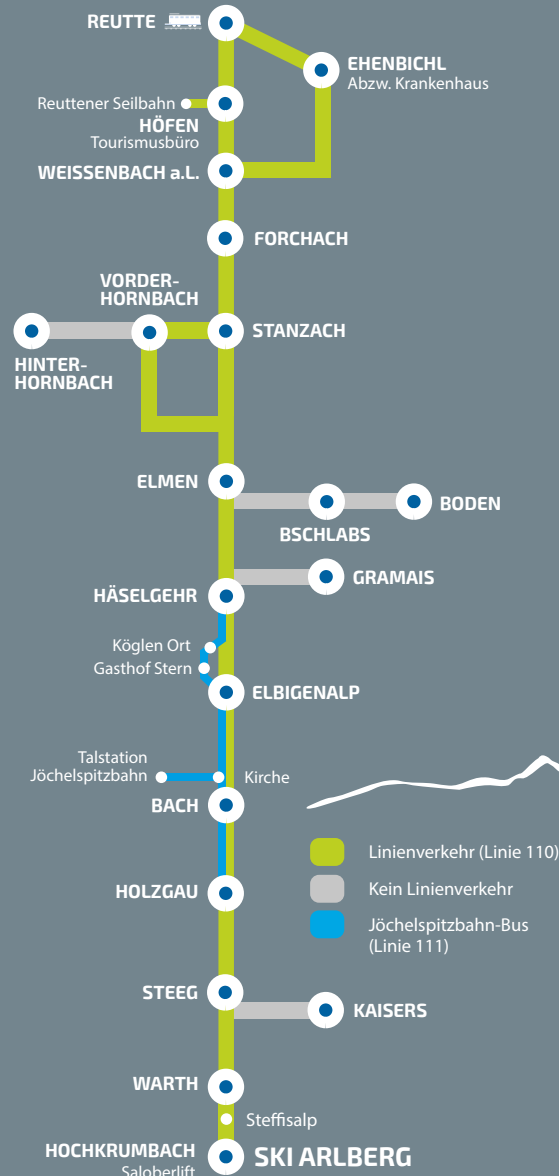 REUTTE
EHENBICHL
Abzw. Krankenhaus
Reuttener Seilbahn
HÖFEN
Tourismusbüro
WEISSENBACH a.L.
FORCHACH
VORDER-
HORNBACH
STANZACH
HINTER-
HORNBACH
ELMEN
BSCHLABS
BODEN
GRAMAIS
HÄSELGEHR
Köglen Ort
Gasthof Stern
ELBIGENALP
Talstation
Jöchelspitzbahn
Kirche
BACH
Linienverkehr (Linie 110)
Kein Linienverkehr
Jöchelspitzbahn-Bus
(Linie 111)
HOLZGAU
STEEG
KAISERS
WARTH
Steffisalp
HOCHKRUMBACH
Saloberlift
SKI ARLBERG